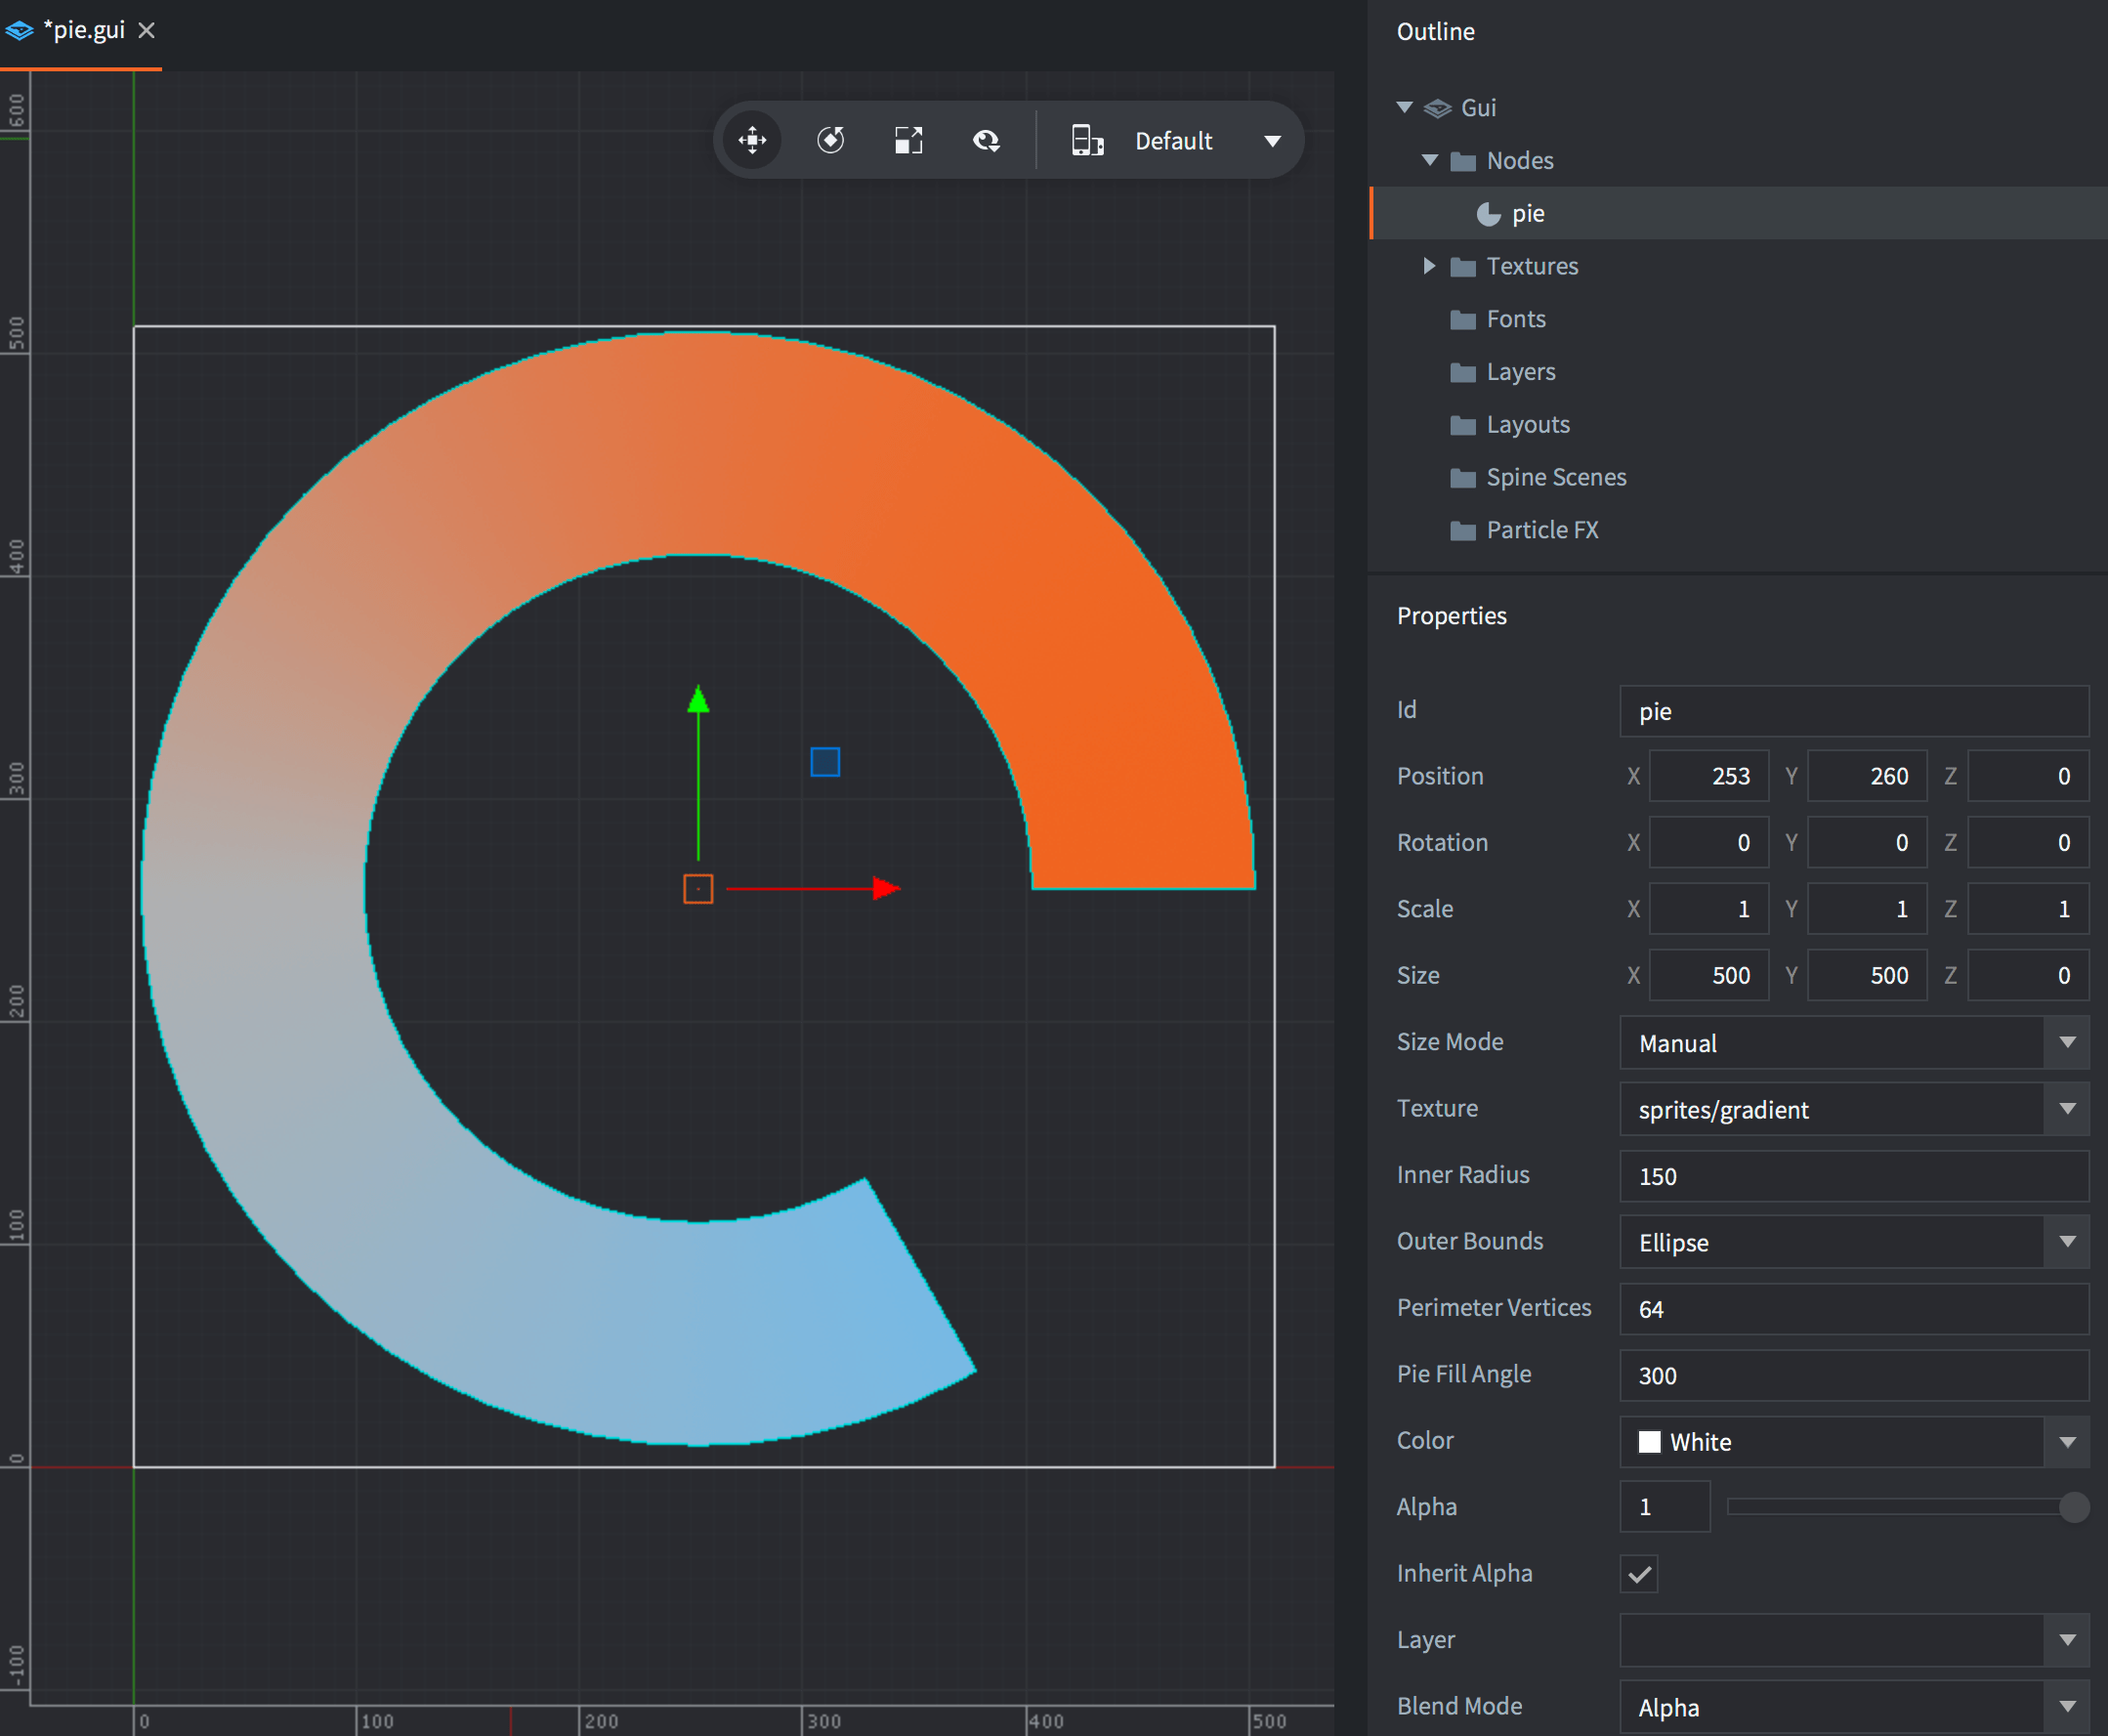 *pie.gui
Default
600
500
400
300
200
100
0
-100
0 100 200 300 400 500
Outline
Gui
Nodes
pie
Textures
Fonts
Layers
Layouts
Spine Scenes
Particle FX
Properties
Id pie
Position X 253 Y 260 Z 0
Rotation X 0 Y 0 Z 0
Scale X 1 Y 1 Z 1
Size X 500 Y 500 Z 0
Size Mode Manual
Texture sprites/gradient
Inner Radius 150
Outer Bounds Ellipse
Perimeter Vertices 64
Pie Fill Angle 300
Color White
Alpha 1
Inherit Alpha
Layer
Blend Mode Alpha